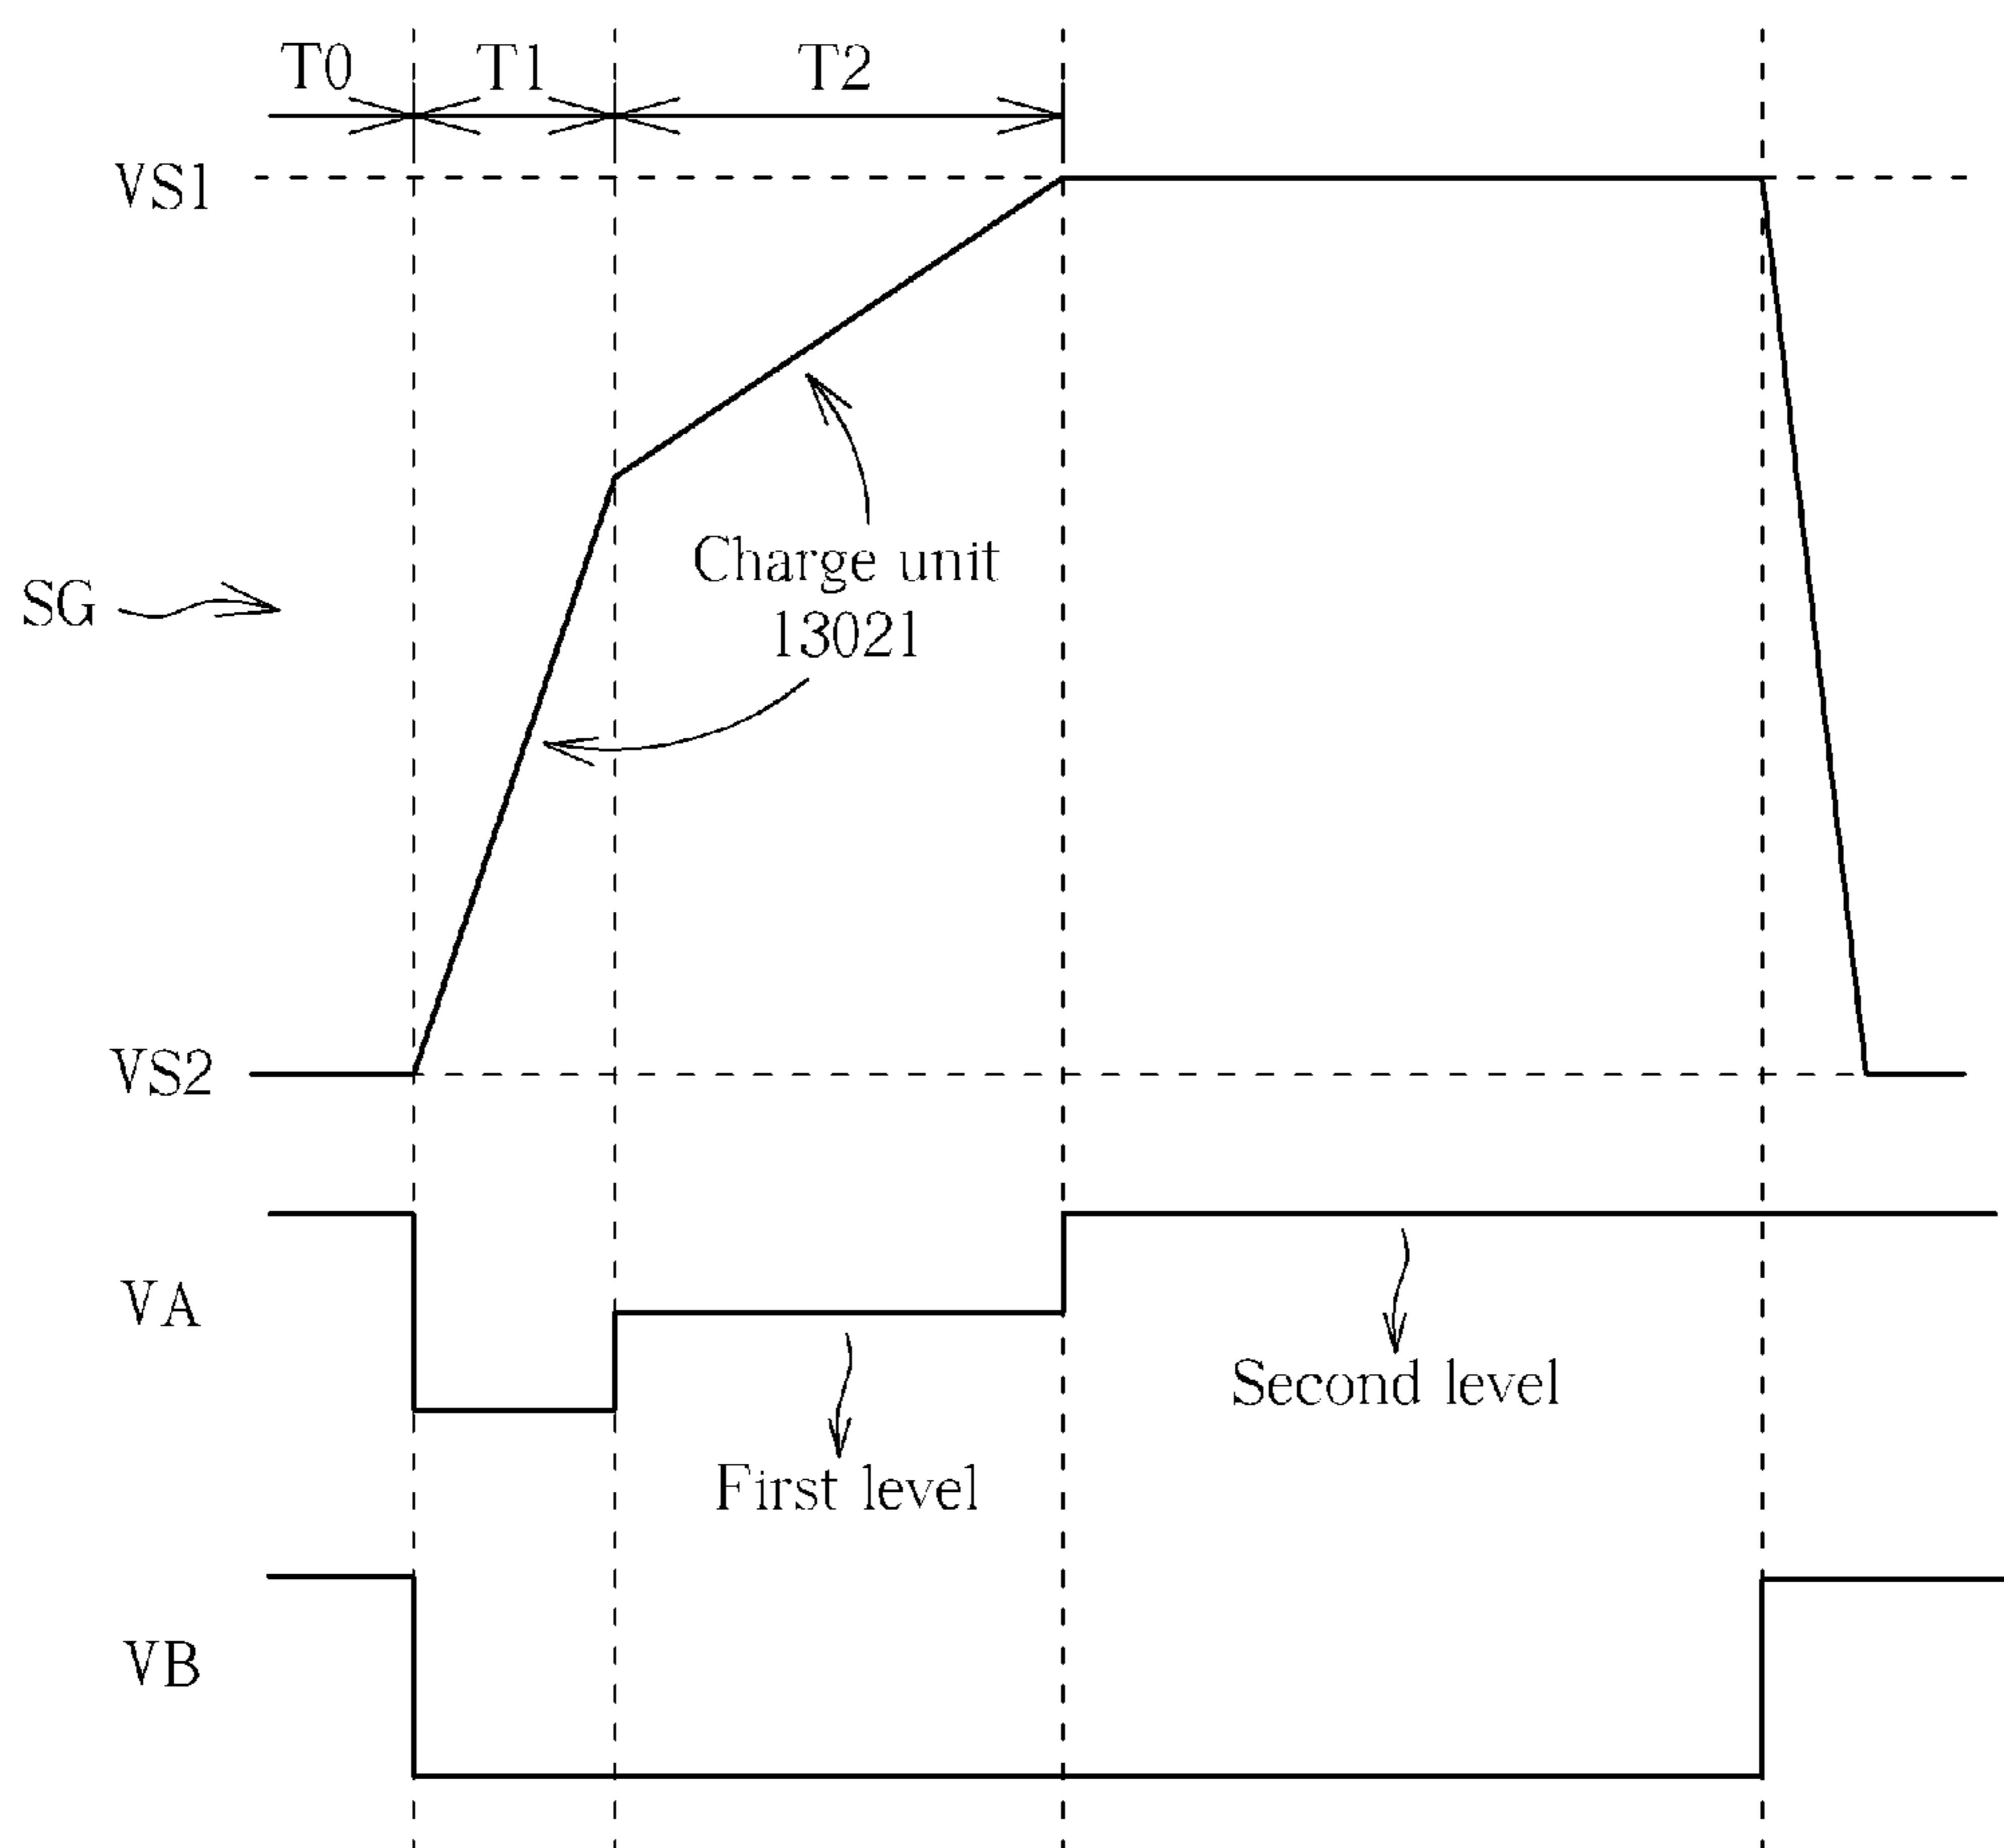 T0 T1 T2
VS1
Charge unit
13021
SG
VS2
VA
Second level
First level
VB